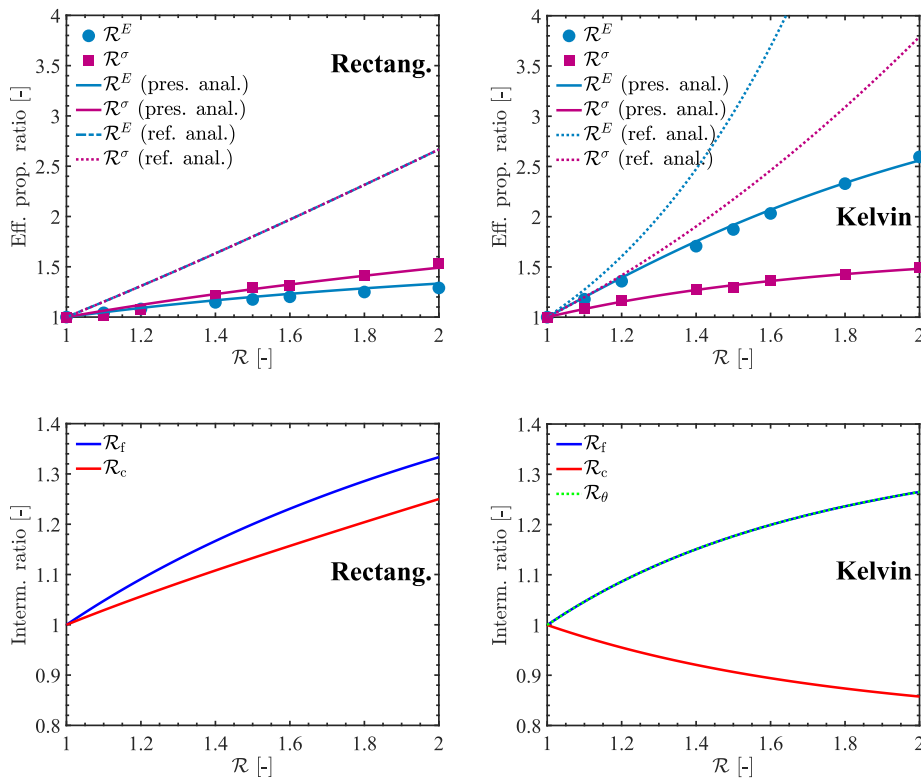 Eff. prop. ratio [-]
4
3.5
3
2.5
2
1.5
1
ℛ^E
ℛ^σ
ℛ^E (pres. anal.)
ℛ^σ (pres. anal.)
ℛ^E (ref. anal.)
ℛ^σ (ref. anal.)
Rectang.
1 1.2 1.4 1.6 1.8 2
ℛ [-]
Eff. prop. ratio [-]
4
3.5
3
2.5
2
1.5
1
ℛ^E
ℛ^σ
ℛ^E (pres. anal.)
ℛ^σ (pres. anal.)
ℛ^E (ref. anal.)
ℛ^σ (ref. anal.)
Kelvin
1 1.2 1.4 1.6 1.8 2
ℛ [-]
Interm. ratio [-]
1.4
1.3
1.2
1.1
1
0.9
0.8
ℛ_f
ℛ_c
Rectang.
1 1.2 1.4 1.6 1.8 2
ℛ [-]
Interm. ratio [-]
1.4
1.3
1.2
1.1
1
0.9
0.8
ℛ_f
ℛ_c
ℛ_θ
Kelvin
1 1.2 1.4 1.6 1.8 2
ℛ [-]